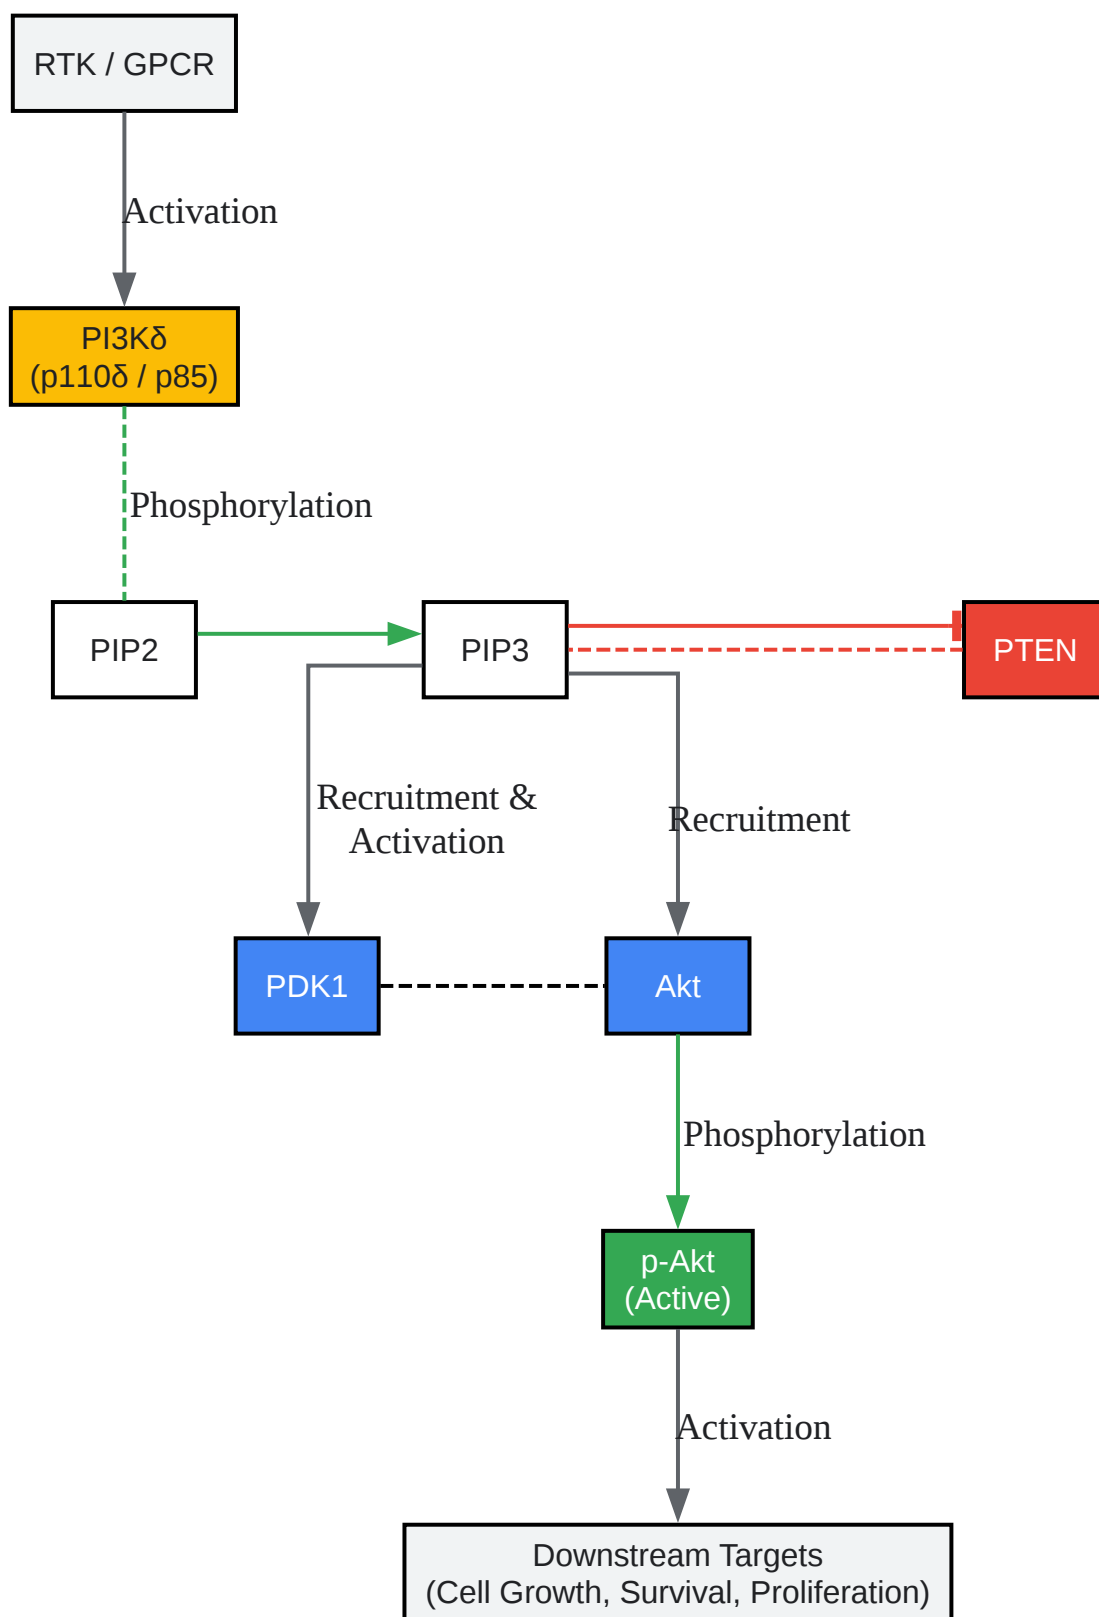 RTK / GPCR
Activation
PI3Kδ
(p110δ / p85)
Phosphorylation
PIP2
PIP3
PTEN
Recruitment &
Activation
Recruitment
PDK1
Akt
Phosphorylation
p-Akt
(Active)
Activation
Downstream Targets
(Cell Growth, Survival, Proliferation)